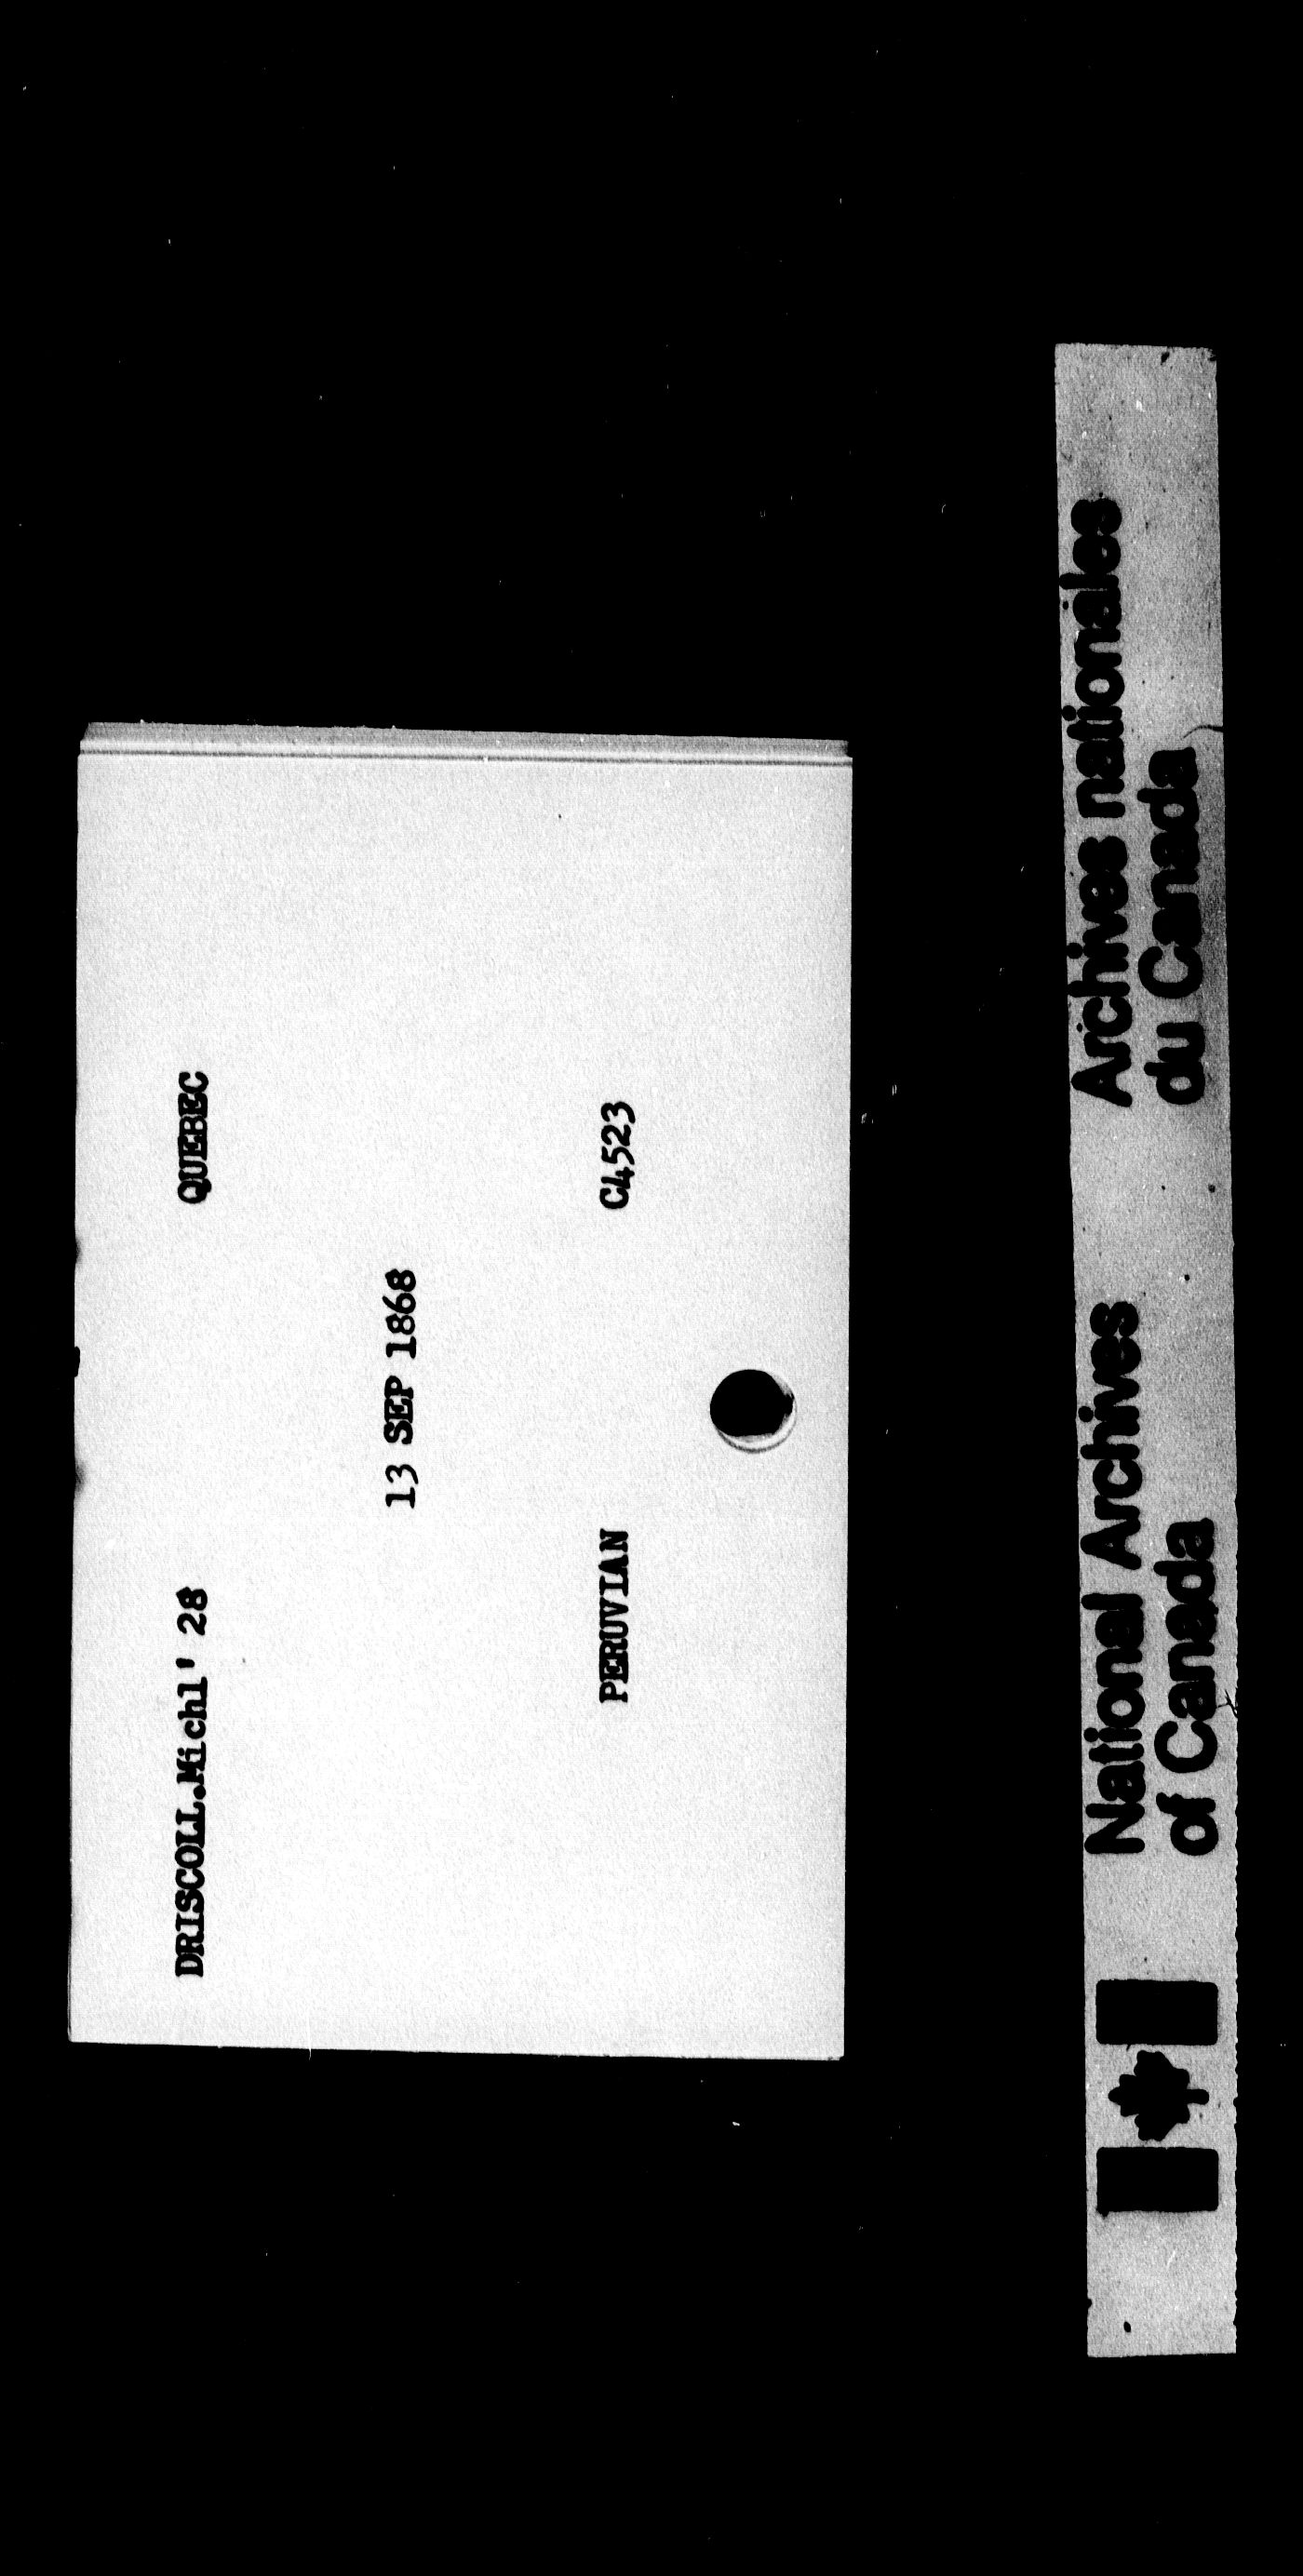 DRISCOLL.Michl' 28 QUEBEC
13 SEP 1868
PERUVIAN C4523
National Archives
of Canada
Archives nationales
du Canada